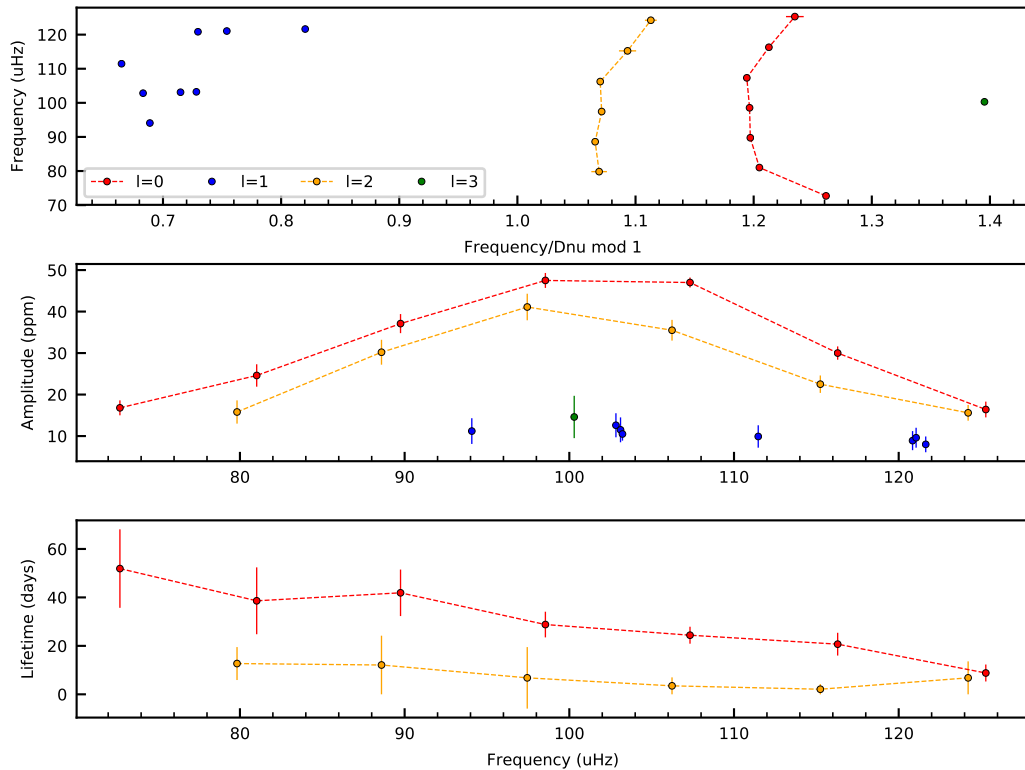 120
110
100
90
80
70
Frequency (uHz)
l=0 l=1 l=2 l=3
0.7 0.8 0.9 1.0 1.1 1.2 1.3 1.4
Frequency/Dnu mod 1
50
40
30
20
10
Amplitude (ppm)
80 90 100 110 120
60
40
20
0
Lifetime (days)
80 90 100 110 120
Frequency (uHz)